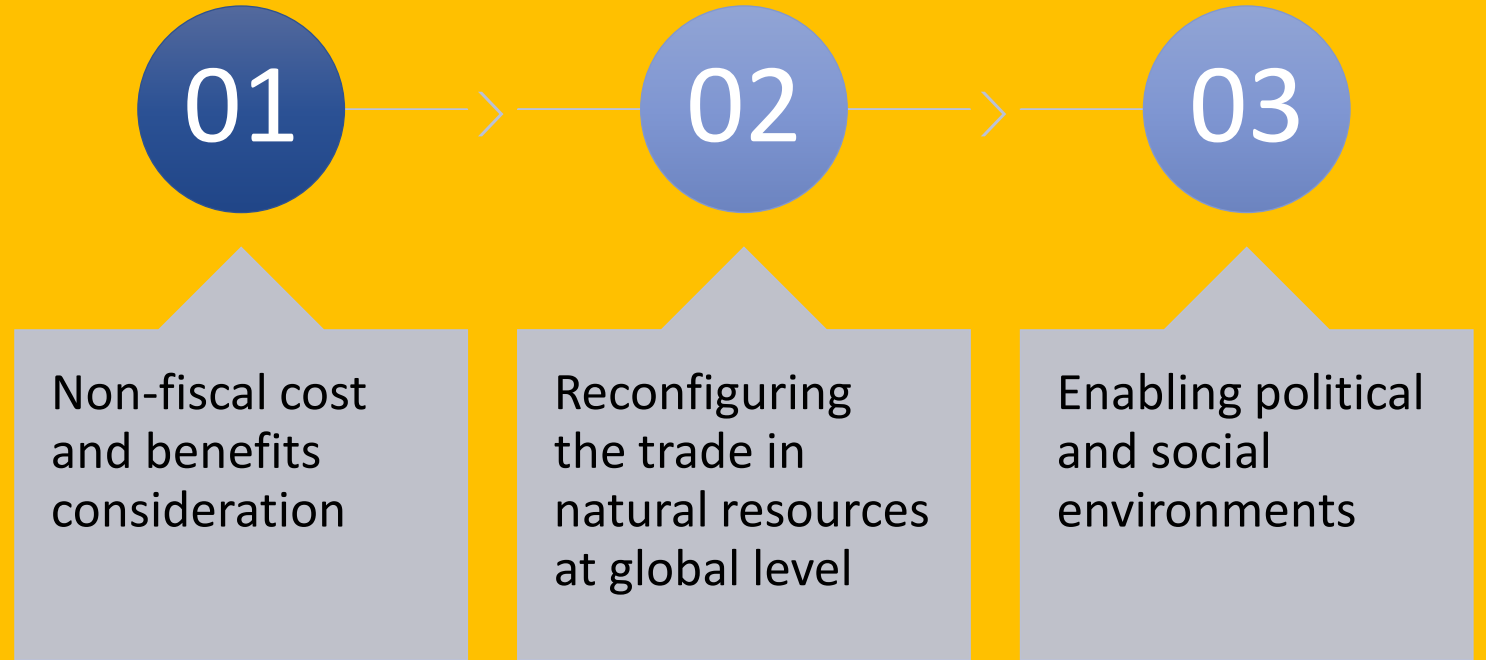 01
02
03
Non-fiscal cost
and benefits
consideration
Reconfiguring
the trade in
natural resources
at global level
Enabling political
and social
environments